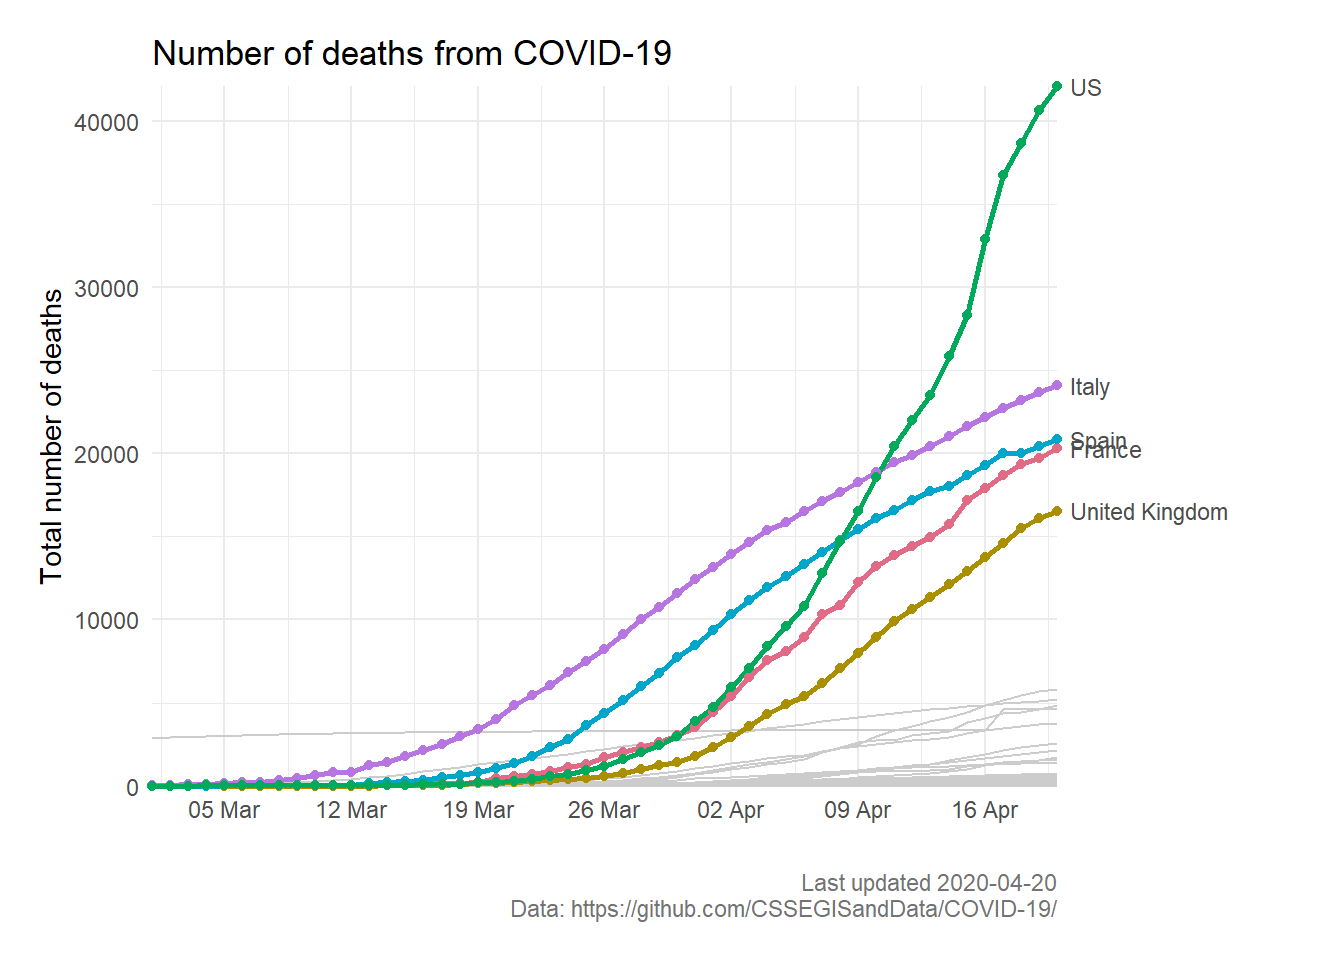 Number of deaths from COVID-19
Total number of deaths
40000
30000
20000
10000
0
US
Italy
Spain
France
United Kingdom
05 Mar
12 Mar
19 Mar
26 Mar
02 Apr
09 Apr
16 Apr
Last updated 2020-04-20
Data: https://github.com/CSSEGISandData/COVID-19/